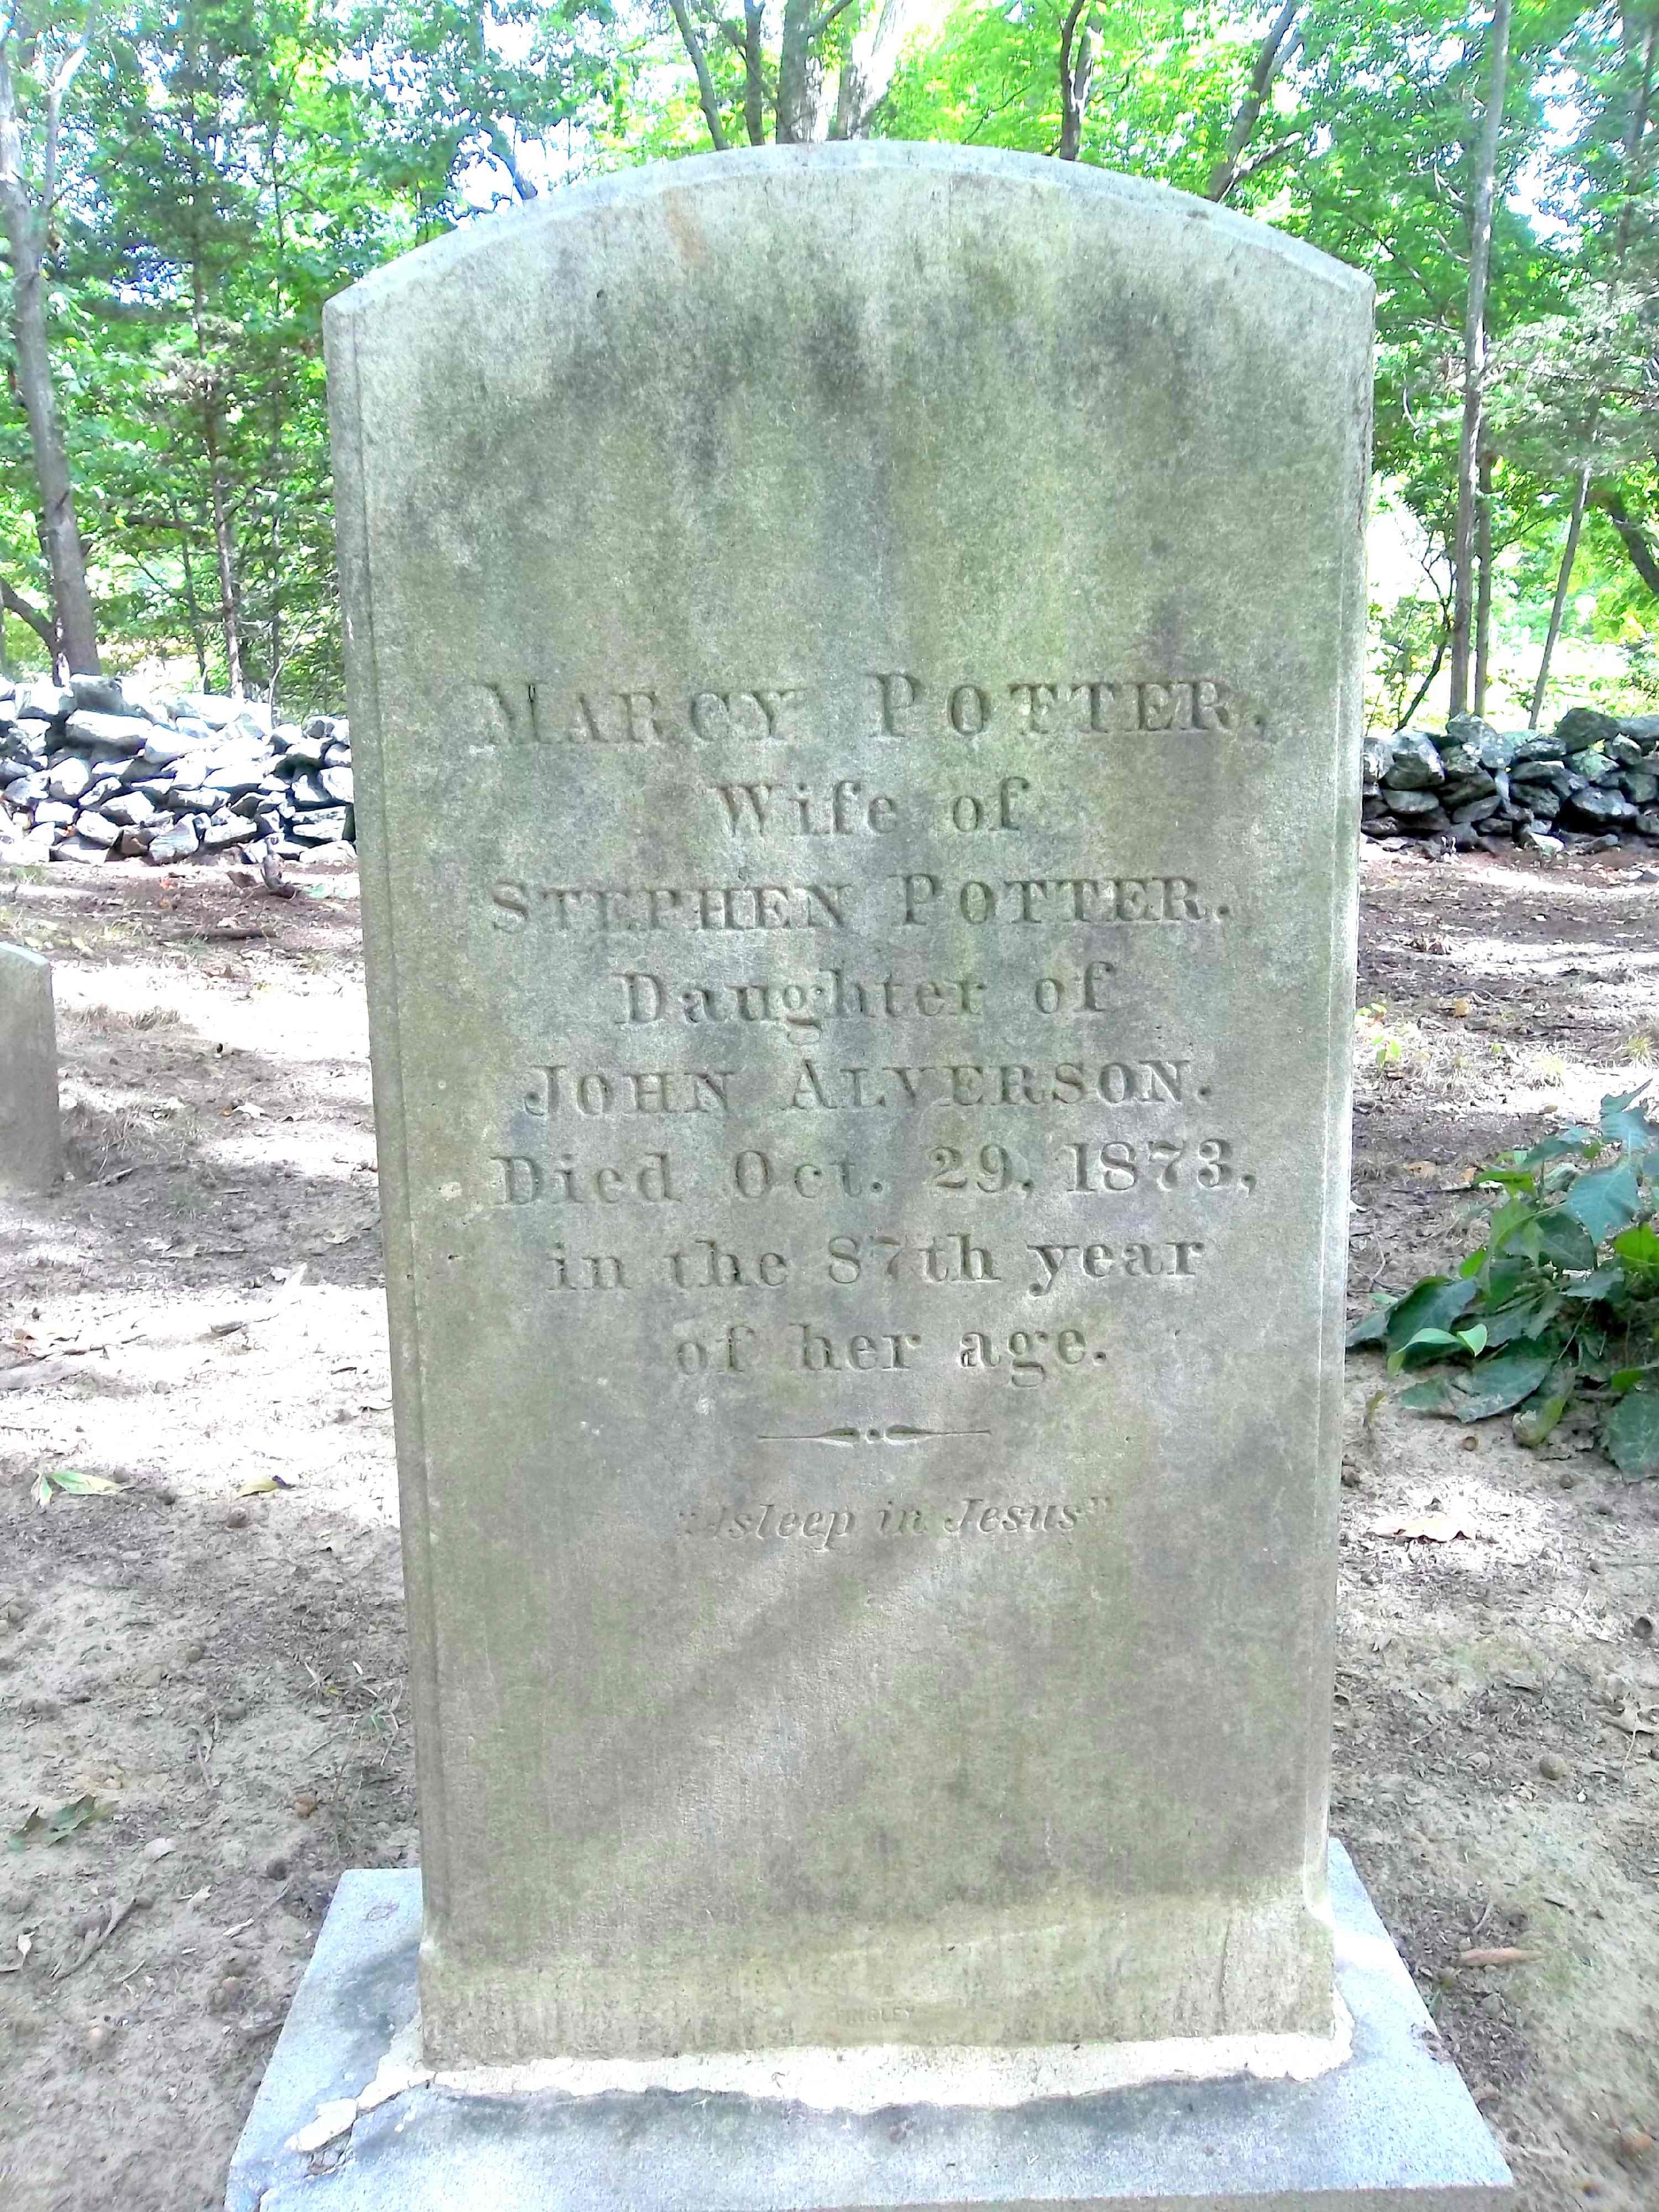 MARCY POTTER,
Wife of
STEPHEN POTTER.
Daughter of
JOHN ALVERSON.
Died Oct. 29, 1873,
in the 87th year
of her age.
"Asleep in Jesus"